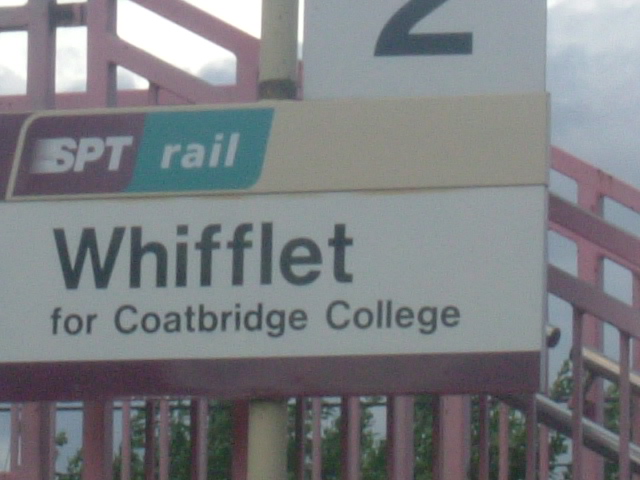 2
SPT rail
Whifflet
for Coatbridge College